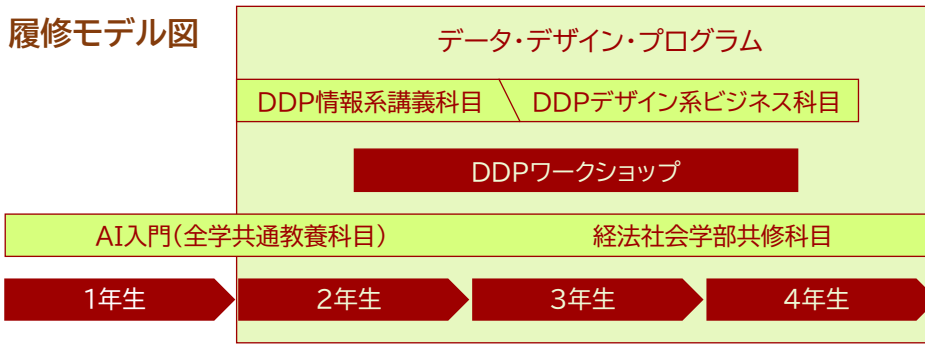 履修モデル図
データ・デザイン・プログラム
DDP情報系講義科目
DDPデザイン系ビジネス科目
DDPワークショップ
AI入門(全学共通教養科目)
経法社会学部共修科目
1年生
2年生
3年生
4年生